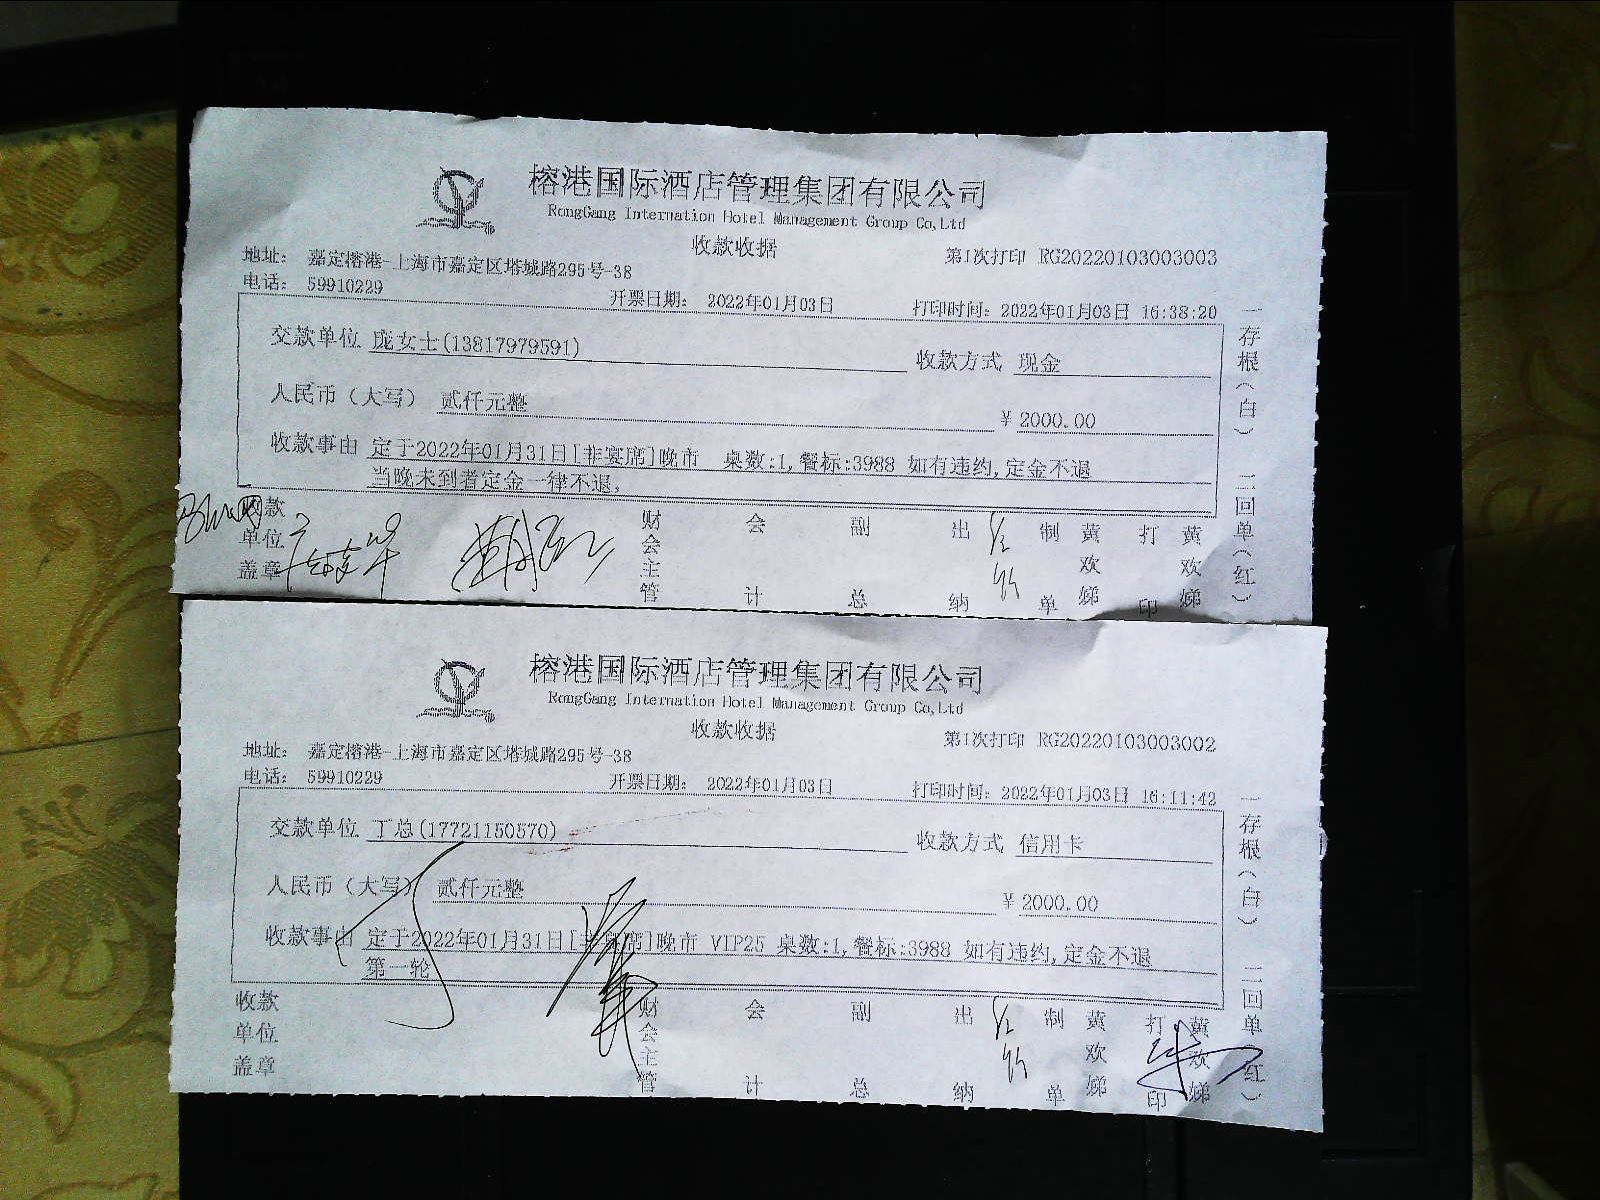 榕港国际酒店管理集团有限公司
RongGang Internation Hotel Management Group Co,Ltd
收款收据
第1次打印 RG20220103003003
地址： 嘉定榕港-上海市嘉定区塔城路295号-38
电话： 59910229
开票日期： 2022年01月03日
打印时间：2022年01月03日 16:38:20
交款单位 庞女士(13817979591)
收款方式 现金
人民币（大写） 贰仟元整
￥2000.00
收款事由 定于2022年01月31日[非宴席]晚市 桌数:1,餐标:3988 如有违约,定金不退
当晚未到者定金一律不退。
收款单位盖章
财会主管
会计
副总
出纳
制单
黄欢娣
打印
黄欢娣
一存根（白） 二回单（红）
榕港国际酒店管理集团有限公司
RongGang Internation Hotel Management Group Co,Ltd
收款收据
第1次打印 RG20220103003002
地址： 嘉定榕港-上海市嘉定区塔城路295号-38
电话： 59910229
开票日期： 2022年01月03日
打印时间：2022年01月03日 16:11:42
交款单位 丁总(17721150570)
收款方式 信用卡
人民币（大写） 贰仟元整
￥2000.00
收款事由 定于2022年01月31日[非宴席]晚市 VIP25 桌数:1,餐标:3988 如有违约,定金不退
第一轮
收款单位盖章
财会主管
会计
副总
出纳
制单
黄欢娣
打印
黄欢娣
一存根（白） 二回单（红）